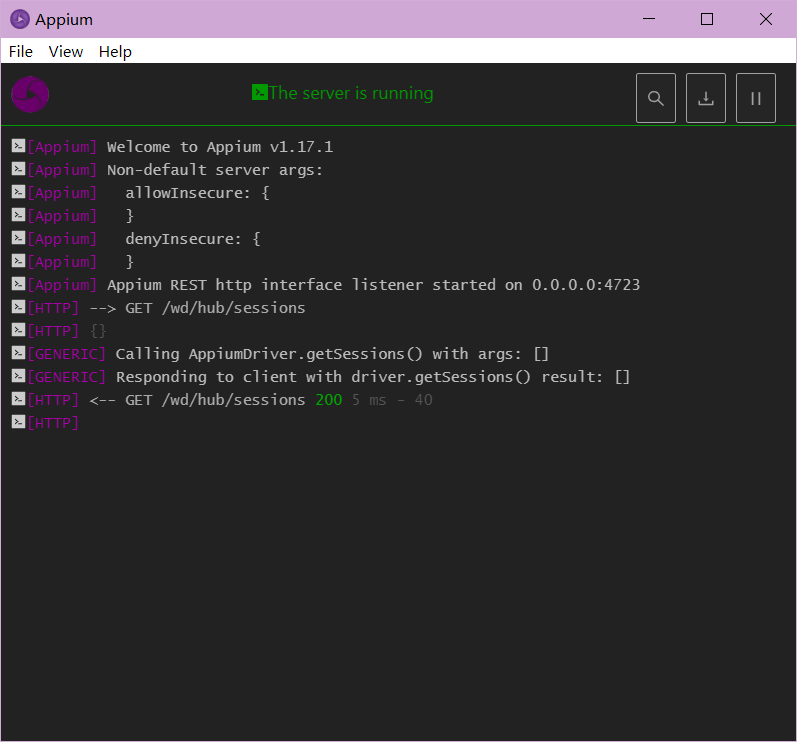 Appium
File View Help
The server is running
[Appium] Welcome to Appium v1.17.1
[Appium] Non-default server args:
[Appium]   allowInsecure: {
[Appium]   }
[Appium]   denyInsecure: {
[Appium]   }
[Appium] Appium REST http interface listener started on 0.0.0.0:4723
[HTTP] --> GET /wd/hub/sessions
[HTTP] {}
[GENERIC] Calling AppiumDriver.getSessions() with args: []
[GENERIC] Responding to client with driver.getSessions() result: []
[HTTP] <-- GET /wd/hub/sessions 200 5 ms - 40
[HTTP]